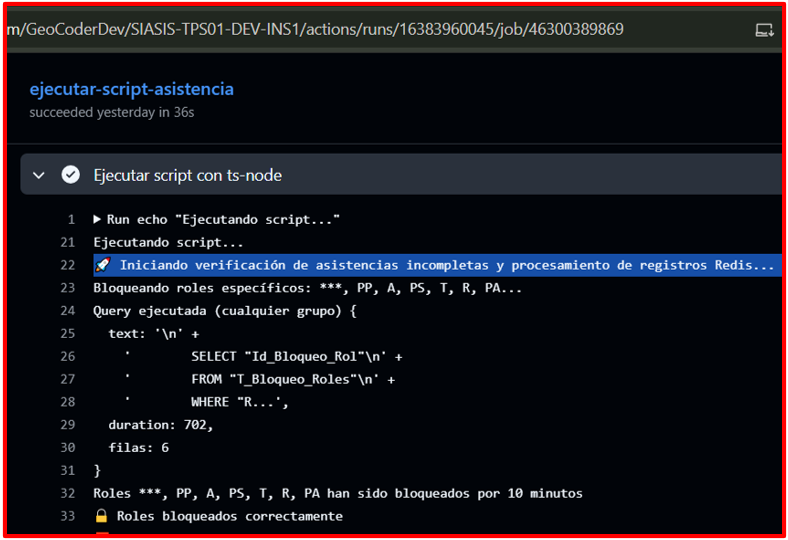 m/GeoCoderDev/SIASIS-TPS01-DEV-INS1/actions/runs/16383960045/job/46300389869
ejecutar-script-asistencia
succeeded yesterday in 36s
Ejecutar script con ts-node
1 ▶ Run echo "Ejecutando script..."
21 Ejecutando script...
22 🚀 Iniciando verificación de asistencias incompletas y procesamiento de registros Redis...
23 Bloqueando roles específicos: ***, PP, A, PS, T, R, PA...
24 Query ejecutada (cualquier grupo) {
25 text: '\n' +
26 ' SELECT "Id_Bloqueo_Rol"\n' +
27 ' FROM "T_Bloqueo_Roles"\n' +
28 ' WHERE "R...',
29 duration: 702,
30 filas: 6
31 }
32 Roles ***, PP, A, PS, T, R, PA han sido bloqueados por 10 minutos
33 🔒 Roles bloqueados correctamente